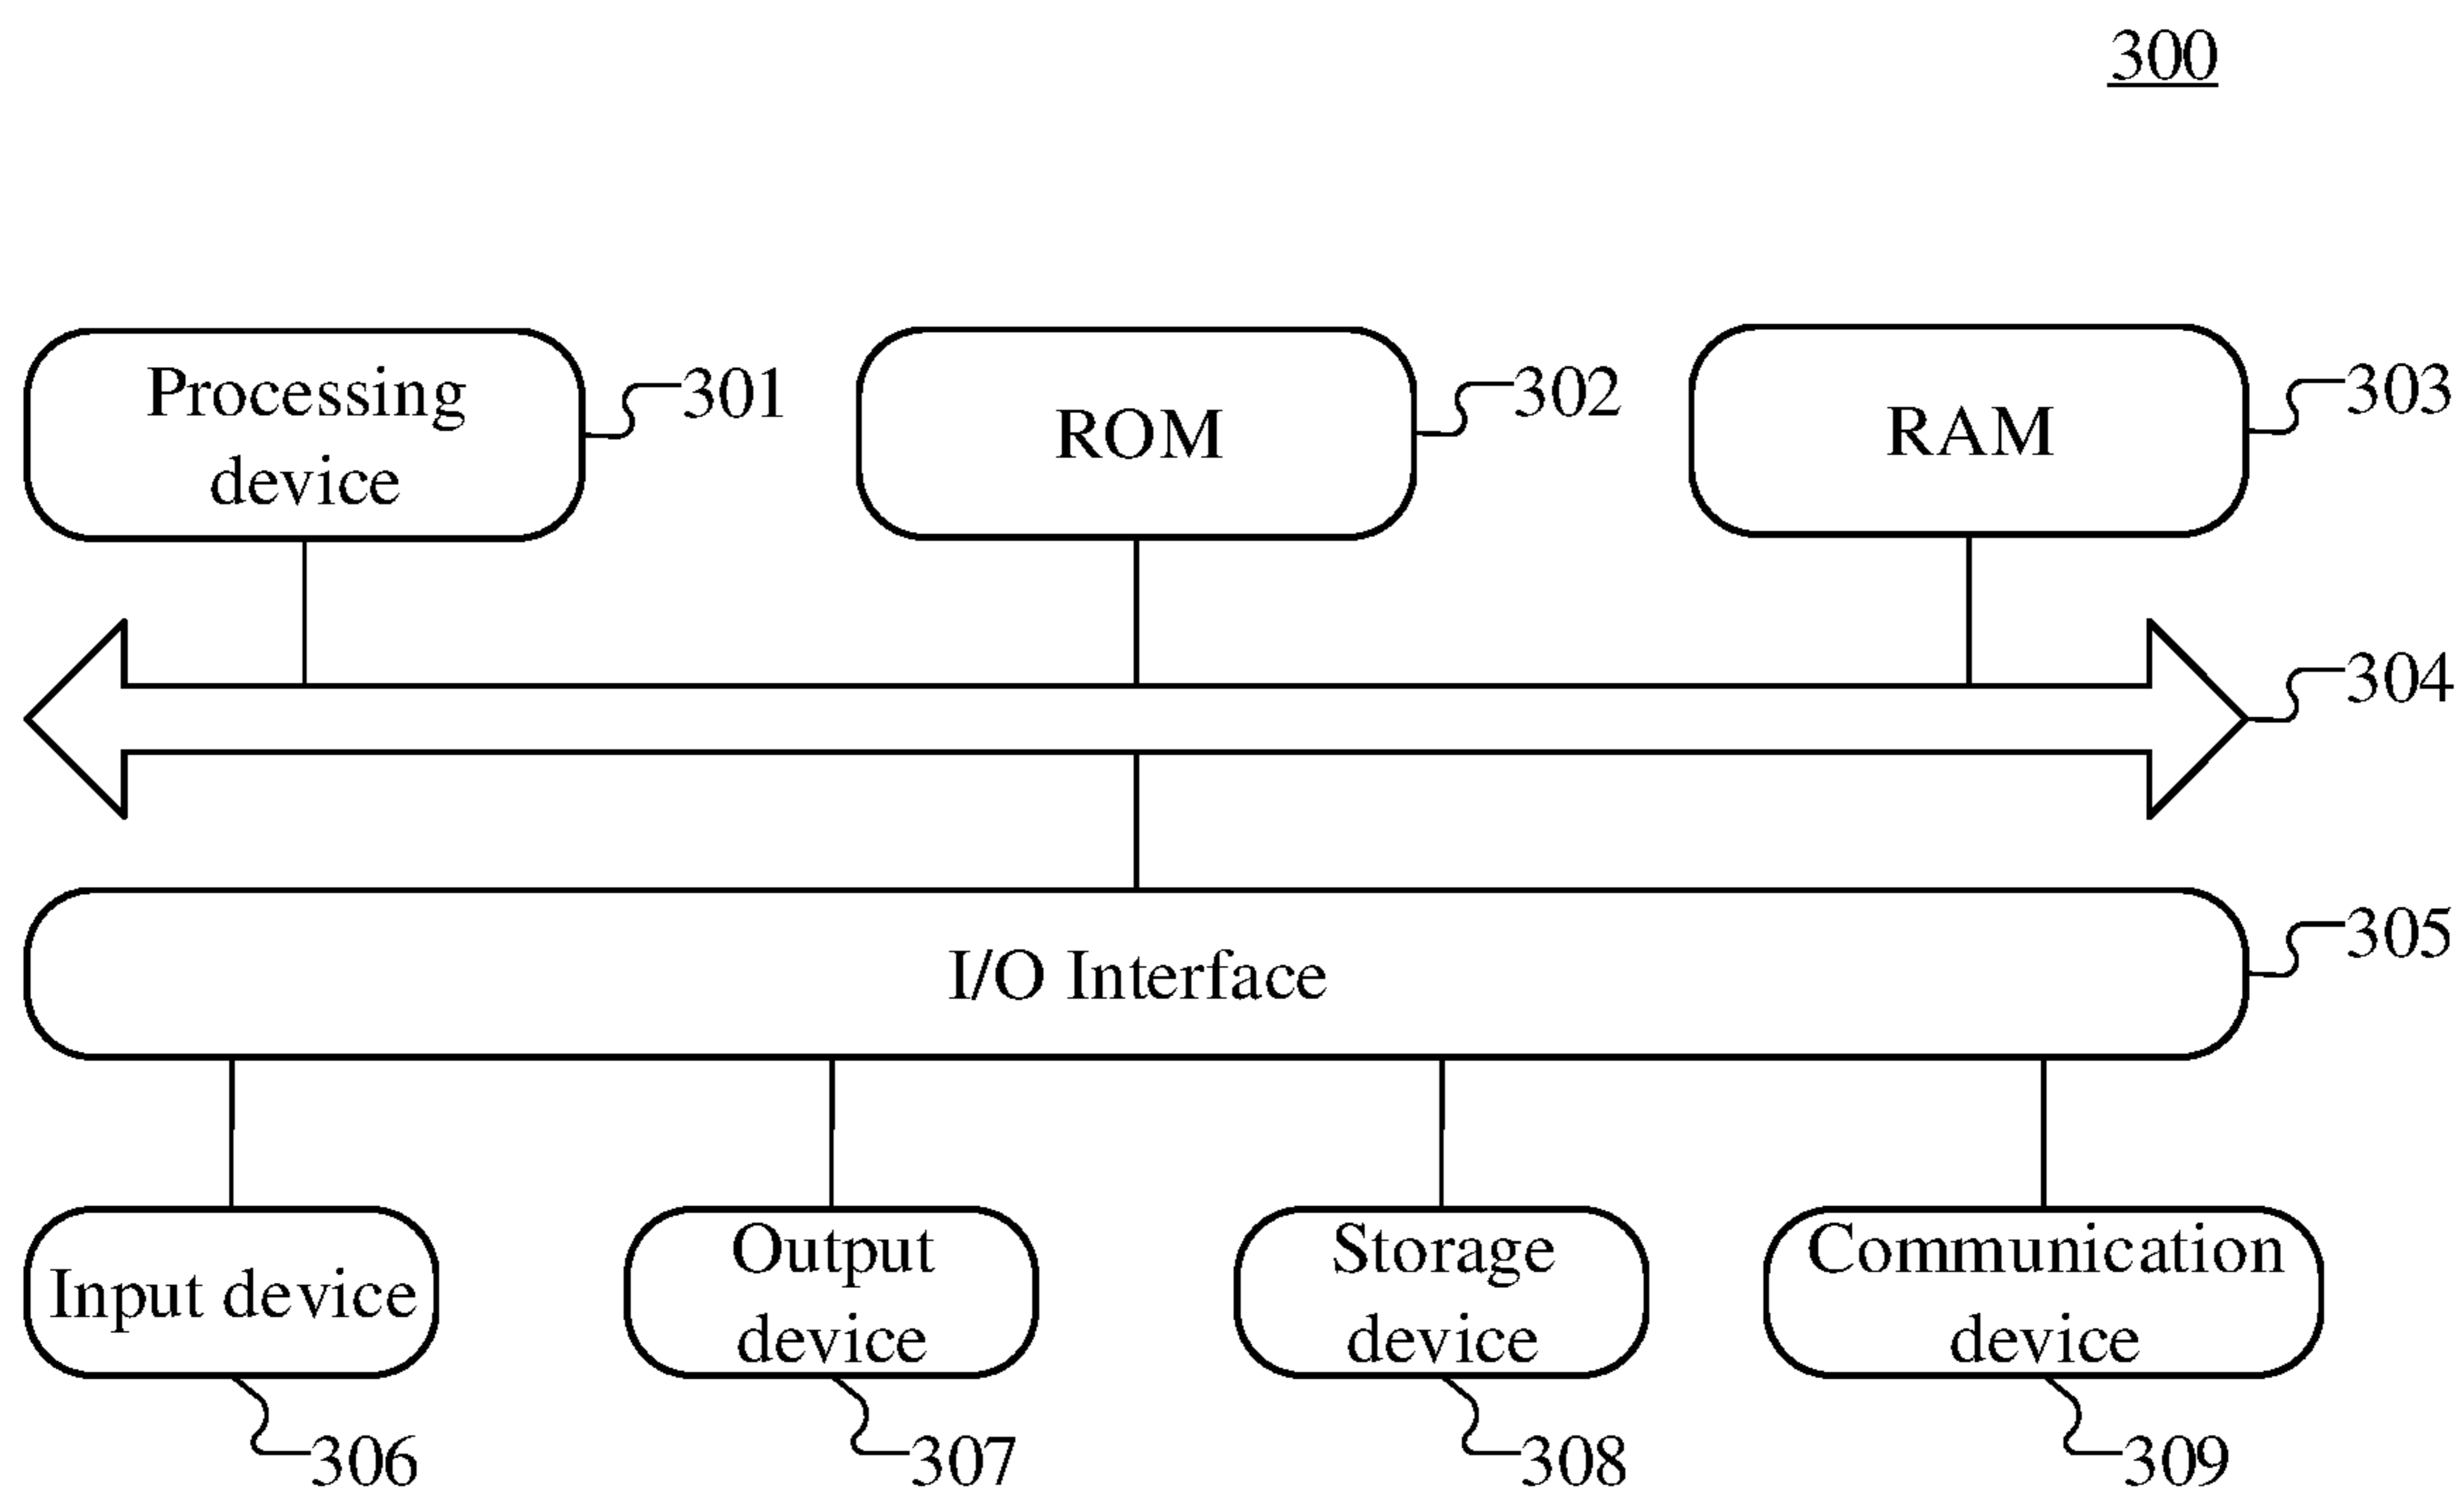 300
Processing
device
301
ROM
302
RAM
303
304
I/O Interface
305
Input device
Output
device
Storage
device
Communication
device
306
307
308
309